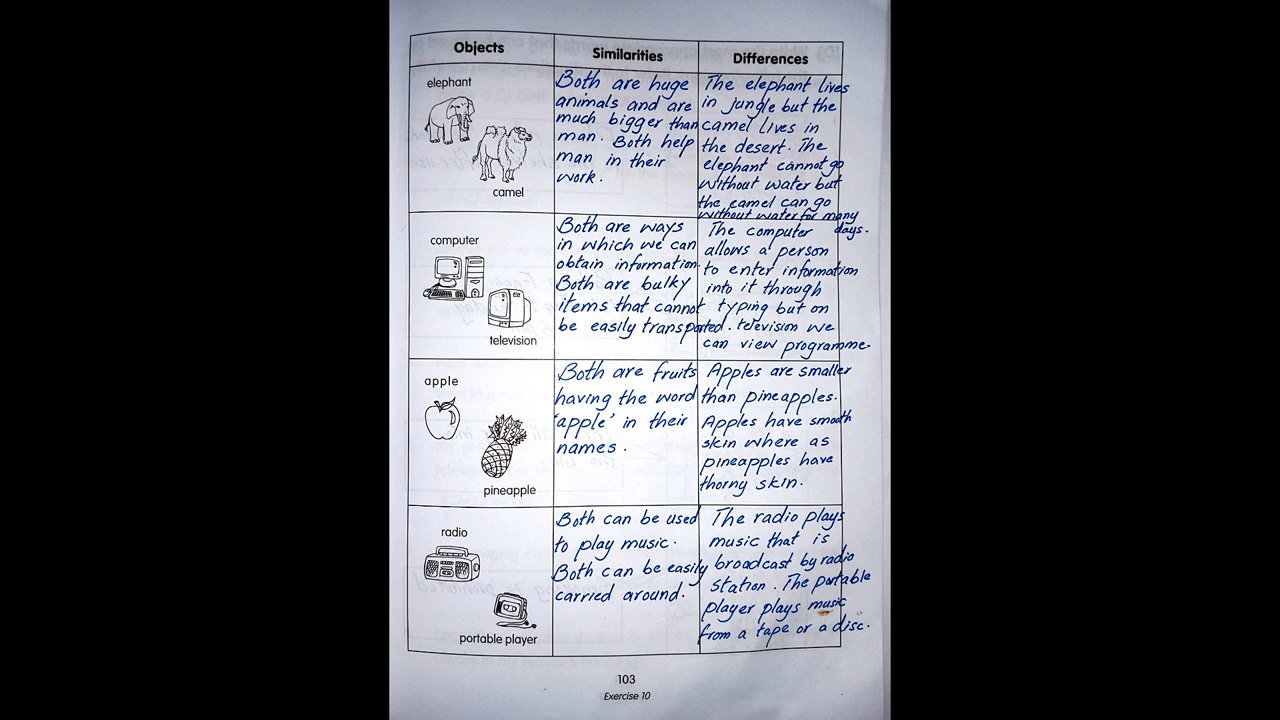 Objects
Similarities
Differences
elephant
camel
Both are huge
animals and are
much bigger than
man. Both help
man in their
work.
The elephant lives
in jungle but the
camel lives in
the desert. The
elephant cannot go
without water but
the camel can go
without water for many
days.
computer
television
Both are ways
in which we can
obtain information.
Both are bulky
items that cannot
be easily transported.
The computer
allows a person
to enter information
into it through
typing but on
television we
can view programme.
apple
pineapple
Both are fruits
having the word
'apple' in their
names.
Apples are smaller
than pineapples.
Apples have smooth
skin where as
pineapples have
thorny skin.
radio
portable player
Both can be used
to play music.
Both can be easily
carried around.
The radio plays
music that is
broadcast by radio
station. The portable
player plays music
from a tape or a disc.
103
Exercise 10